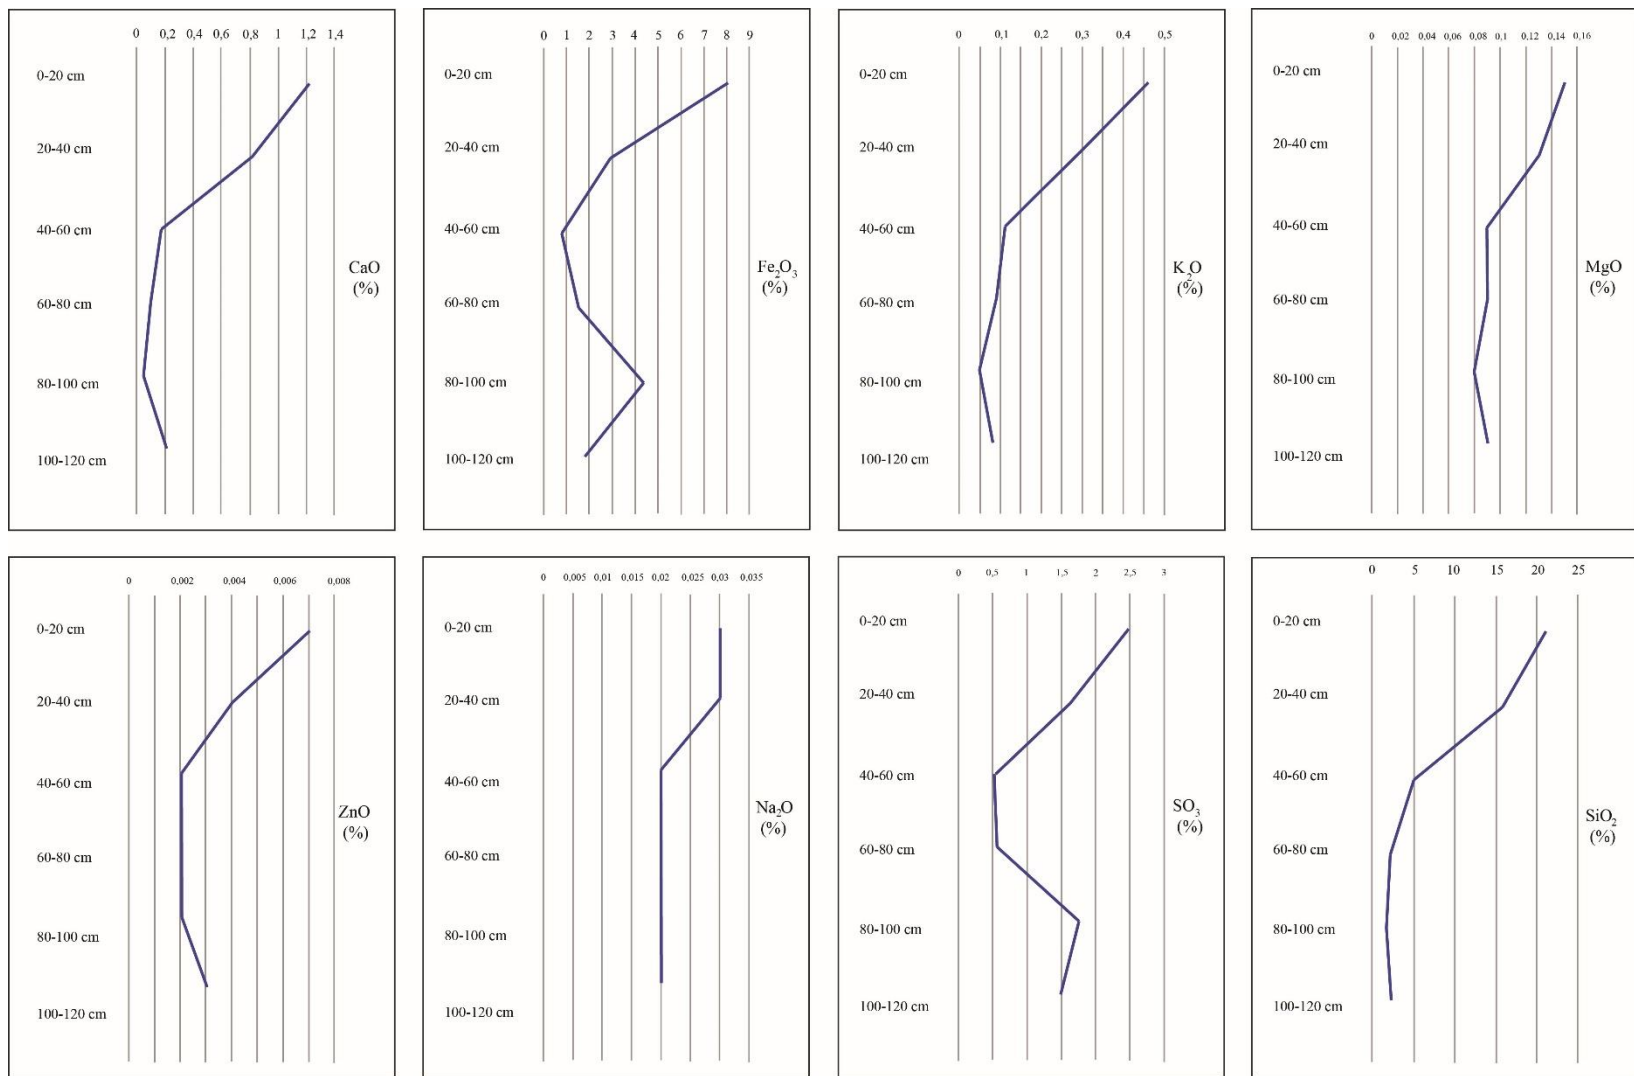 0 0,2 0,4 0,6 0,8 1 1,2 1,4
0-20 cm
20-40 cm
40-60 cm
60-80 cm
80-100 cm
100-120 cm
CaO
(%)
0 1 2 3 4 5 6 7 8 9
0-20 cm
20-40 cm
40-60 cm
60-80 cm
80-100 cm
100-120 cm
Fe₂O₃
(%)
0 0,1 0,2 0,3 0,4 0,5
0-20 cm
20-40 cm
40-60 cm
60-80 cm
80-100 cm
100-120 cm
K₂O
(%)
0 0,02 0,04 0,06 0,08 0,1 0,12 0,14 0,16
0-20 cm
20-40 cm
40-60 cm
60-80 cm
80-100 cm
100-120 cm
MgO
(%)
0 0,002 0,004 0,006 0,008
0-20 cm
20-40 cm
40-60 cm
60-80 cm
80-100 cm
100-120 cm
ZnO
(%)
0 0,005 0,01 0,015 0,02 0,025 0,03 0,035
0-20 cm
20-40 cm
40-60 cm
60-80 cm
80-100 cm
100-120 cm
Na₂O
(%)
0 0,5 1 1,5 2 2,5 3
0-20 cm
20-40 cm
40-60 cm
60-80 cm
80-100 cm
100-120 cm
SO₃
(%)
0 5 10 15 20 25
0-20 cm
20-40 cm
40-60 cm
60-80 cm
80-100 cm
100-120 cm
SiO₂
(%)